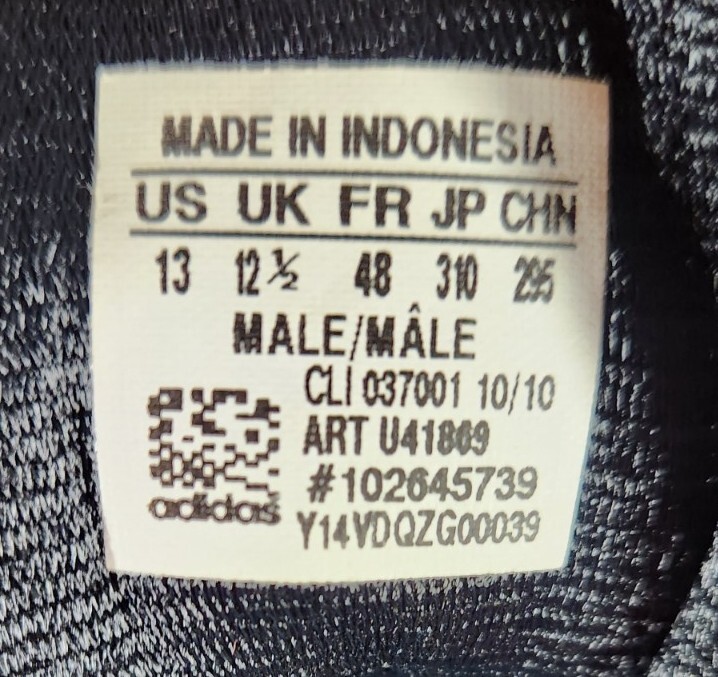 MADE IN INDONESIA
US UK FR JP CHN
13 12½ 48 310 295
MALE/MÂLE
CLI 037001 10/10
ART U41869
#102645739
adidas
Y14VDQZG00039